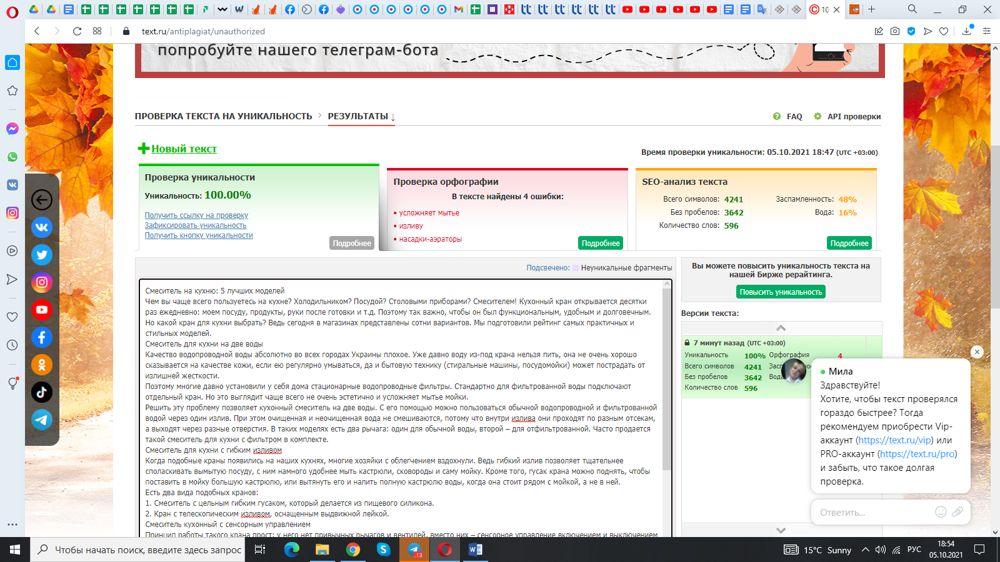 10
text.ru/antiplagiat/unauthorized
попробуйте нашего телеграм-бота
ПРОВЕРКА ТЕКСТА НА УНИКАЛЬНОСТЬ
РЕЗУЛЬТАТЫ ↓
FAQ
API проверки
Новый текст
Время проверки уникальности: 05.10.2021 18:47 (UTC +03:00)
Проверка уникальности
Уникальность: 100.00%
Получить ссылку на проверку
Зафиксировать уникальность
Получить кнопку уникальности
Подробнее
Проверка орфографии
В тексте найдены 4 ошибки:
• усложняет мытье
• изливу
• насадки-аэраторы
Подробнее
SEO-анализ текста
Всего символов: 4241
Заспамленность: 48%
Без пробелов: 3642
Вода: 16%
Количество слов: 596
Подробнее
Подсвечено: Неуникальные фрагменты
Смеситель на кухню: 5 лучших моделей
Чем вы чаще всего пользуетесь на кухне? Холодильником? Посудой? Столовыми приборами? Смесителем! Кухонный кран открывается десятки
раз ежедневно: моем посуду, продукты, руки после готовки и т.д. Поэтому так важно, чтобы он был функциональным, удобным и долговечным.
Но какой кран для кухни выбрать? Ведь сегодня в магазинах представлены сотни вариантов. Мы подготовили рейтинг самых практичных и
стильных моделей.
Смеситель для кухни на две воды
Качество водопроводной воды абсолютно во всех городах Украины плохое. Уже давно воду из-под крана нельзя пить, она не очень хорошо
сказывается на качестве кожи, если ею регулярно умываться, да и бытовую технику (стиральные машины, посудомойки) может пострадать от
излишней жесткости.
Поэтому многие давно установили у себя дома стационарные водопроводные фильтры. Стандартно для фильтрованной воды подключают
отдельный кран. Но это выглядит чаще всего не очень эстетично и усложняет мытье мойки.
Решить эту проблему позволяет кухонный смеситель на две воды. С его помощью можно пользоваться обычной водопроводной и фильтрованной
водой через один излив. При этом очищенная и неочищенная вода не смешиваются, потому что внутри излива они проходят по разным отсекам,
а выходят через разные отверстия. В таких моделях есть два рычага: один для обычной воды, второй – для отфильтрованной. Часто продается
такой смеситель для кухни с фильтром в комплекте.
Смеситель для кухни с гибким изливом
Когда подобные краны появились на наших кухнях, многие хозяйки с облегчением вздохнули. Ведь гибкий излив позволяет тщательнее
споласкивать вымытую посуду, с ним намного удобнее мыть кастрюли, сковороды и саму мойку. Кроме того, гусак крана можно поднять, чтобы
поставить в мойку большую кастрюлю, или вытянуть его и налить полную кастрюлю воды, когда она стоит рядом с мойкой, а не в ней.
Есть два вида подобных кранов:
1. Смеситель с цельным гибким гусаком, который делается из пищевого силикона.
2. Кран с телескопическим изливом, оснащенным выдвижной лейкой.
Смеситель кухонный с сенсорным управлением
Принцип работы такого крана прост: у него нет привычных рычагов и вентилей, вместо них – сенсорное управление включением и выключением
Вы можете повысить уникальность текста на
нашей Бирже рерайтинга.
Повысить уникальность
Версии текста:
7 минут назад (UTC +03:00)
Уникальность 100% Орфография 4
Всего символов 4241
Без пробелов 3642 Вода
Количество слов 596
Мила
Здравствуйте!
Хотите, чтобы текст проверялся
гораздо быстрее? Тогда
рекомендуем приобрести Vip-
аккаунт (https://text.ru/vip) или
PRO-аккаунт (https://text.ru/pro)
и забыть, что такое долгая
проверка.
Ответить...
Чтобы начать поиск, введите здесь запрос
..13
15°C Sunny
РУС
18:54
05.10.2021